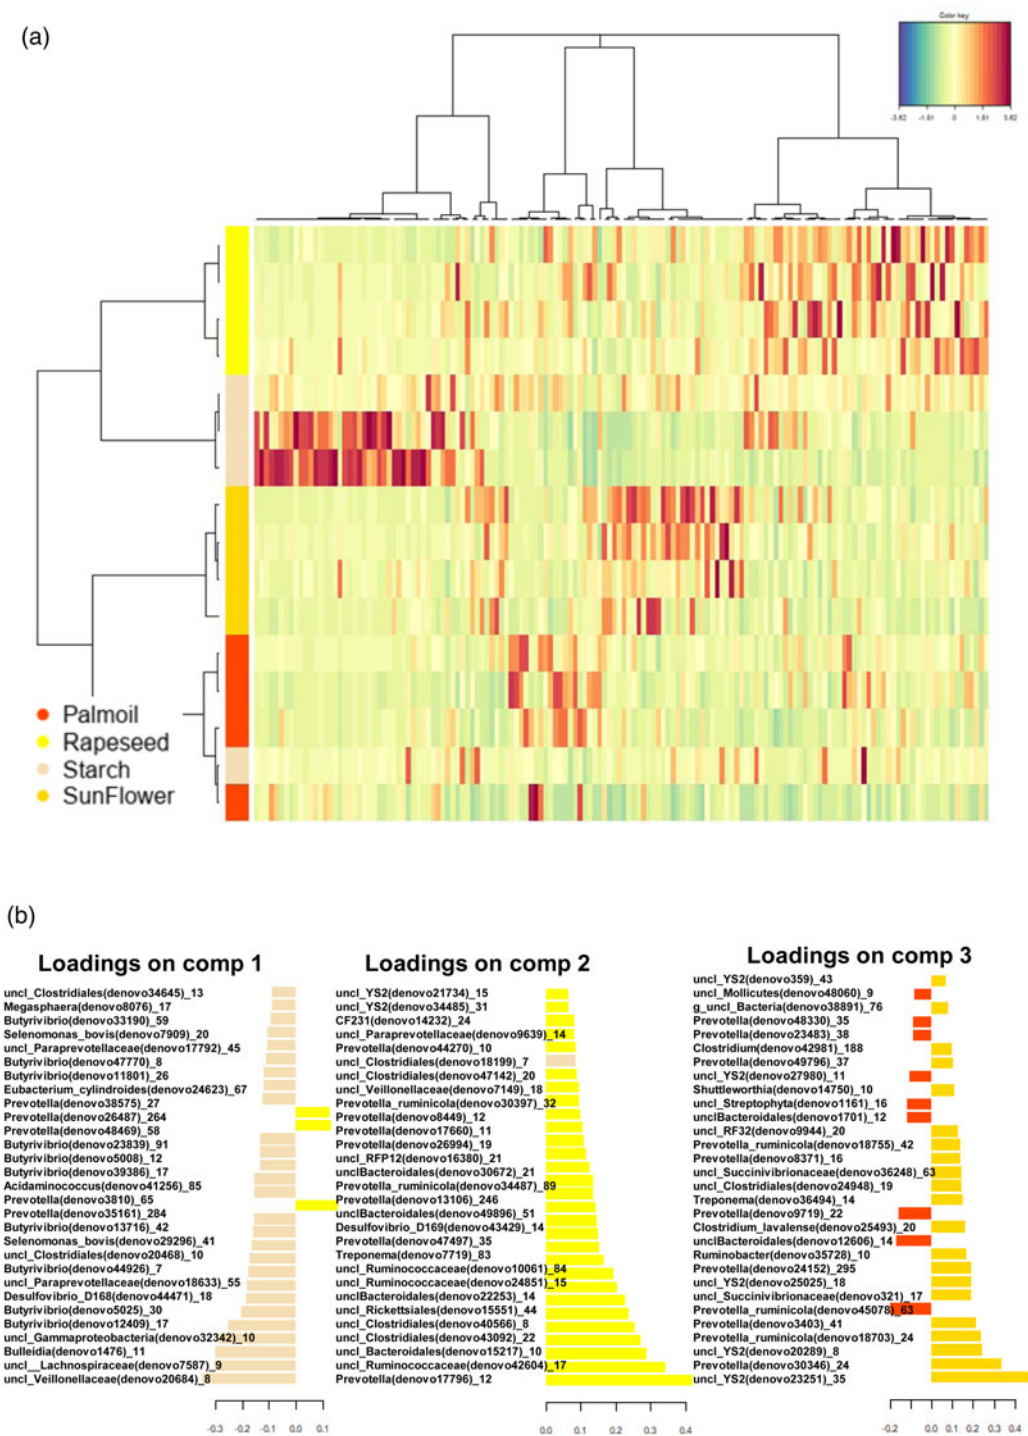 (a)
Color key
-3.62 -1.81 0 1.81 3.62
Palmoil
Rapeseed
Starch
SunFlower
(b)
Loadings on comp 1
uncl_Clostridiales(denovo34645)_13
Megasphaera(denovo8076)_17
Butyrivibrio(denovo33190)_59
Selenomonas_bovis(denovo7909)_20
uncl_Paraprevotellaceae(denovo17792)_45
Butyrivibrio(denovo47770)_8
Butyrivibrio(denovo11801)_26
Eubacterium_cylindroides(denovo24623)_67
Prevotella(denovo38575)_27
Prevotella(denovo26487)_264
Prevotella(denovo48469)_58
Butyrivibrio(denovo23839)_91
Butyrivibrio(denovo5008)_12
Butyrivibrio(denovo39386)_17
Acidaminococcus(denovo41256)_85
Prevotella(denovo3810)_65
Prevotella(denovo35161)_284
Butyrivibrio(denovo13716)_42
Selenomonas_bovis(denovo29296)_41
uncl_Clostridiales(denovo20468)_10
Butyrivibrio(denovo44926)_7
uncl_Paraprevotellaceae(denovo18633)_55
Desulfovibrio_D168(denovo44471)_18
Butyrivibrio(denovo5025)_30
Butyrivibrio(denovo12409)_17
uncl_Gammaproteobacteria(denovo32342)_10
Bulleidia(denovo1476)_11
uncl__Lachnospiraceae(denovo7587)_9
uncl_Veillonellaceae(denovo20684)_8
-0.3 -0.2 -0.1 0.0 0.1
Loadings on comp 2
uncl_YS2(denovo21734)_15
uncl_YS2(denovo34485)_31
CF231(denovo14232)_24
uncl_Paraprevotellaceae(denovo9639)_14
Prevotella(denovo44270)_10
uncl_Clostridiales(denovo18199)_7
uncl_Clostridiales(denovo47142)_20
uncl_Veillonellaceae(denovo7149)_18
Prevotella_ruminicola(denovo30397)_32
Prevotella(denovo8449)_12
Prevotella(denovo17660)_11
Prevotella(denovo26994)_19
uncl_RFP12(denovo16380)_21
unclBacteroidales(denovo30672)_21
Prevotella_ruminicola(denovo34487)_89
Prevotella(denovo13106)_246
unclBacteroidales(denovo49896)_51
Desulfovibrio_D169(denovo43429)_14
Prevotella(denovo47497)_35
Treponema(denovo7719)_83
uncl_Ruminococcaceae(denovo10061)_84
uncl_Ruminococcaceae(denovo24851)_15
unclBacteroidales(denovo22253)_14
uncl_Rickettsiales(denovo15551)_44
uncl_Clostridiales(denovo40566)_8
uncl_Clostridiales(denovo43092)_22
uncl_Bacteroidales(denovo15217)_10
uncl_Ruminococcaceae(denovo42604)_17
Prevotella(denovo17796)_12
0.0 0.1 0.2 0.3 0.4
Loadings on comp 3
uncl_YS2(denovo359)_43
uncl_Mollicutes(denovo48060)_9
g_uncl_Bacteria(denovo38891)_76
Prevotella(denovo48330)_35
Prevotella(denovo23483)_38
Clostridium(denovo42981)_188
Prevotella(denovo49796)_37
uncl_YS2(denovo27980)_11
Shuttleworthia(denovo14750)_10
uncl_Streptophyta(denovo1161)_16
unclBacteroidales(denovo1701)_12
uncl_RF32(denovo9944)_20
Prevotella_ruminicola(denovo18755)_42
Prevotella(denovo8371)_16
uncl_Succinivibrionaceae(denovo36248)_63
uncl_Clostridiales(denovo24948)_19
Treponema(denovo36494)_14
Prevotella(denovo9719)_22
Clostridium_lavalense(denovo25493)_20
unclBacteroidales(denovo12606)_14
Ruminobacter(denovo35728)_10
Prevotella(denovo24152)_295
uncl_YS2(denovo25025)_18
uncl_Succinivibrionaceae(denovo321)_17
Prevotella_ruminicola(denovo45078)_63
Prevotella(denovo3403)_41
Prevotella_ruminicola(denovo18703)_24
uncl_YS2(denovo20289)_8
Prevotella(denovo30346)_24
uncl_YS2(denovo23251)_35
-0.2 0.0 0.1 0.2 0.3 0.4